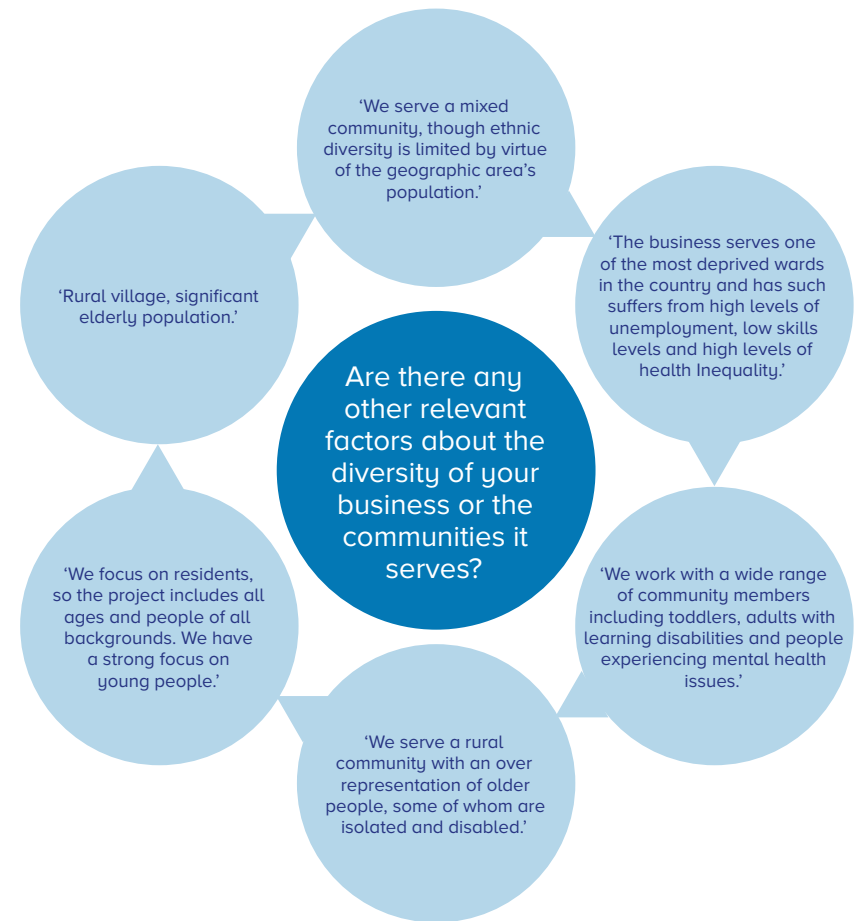 ‘We serve a mixed
community, though ethnic
diversity is limited by virtue
of the geographic area’s
population.’
‘The business serves one
of the most deprived wards
in the country and has such
suffers from high levels of
unemployment, low skills
levels and high levels of
health Inequality.’
‘Rural village, significant
elderly population.’
Are there any
other relevant
factors about the
diversity of your
business or the
communities it
serves?
‘We focus on residents,
so the project includes all
ages and people of all
backgrounds. We have
a strong focus on
young people.’
‘We work with a wide range
of community members
including toddlers, adults with
learning disabilities and people
experiencing mental health
issues.’
‘We serve a rural
community with an over
representation of older
people, some of whom are
isolated and disabled.’